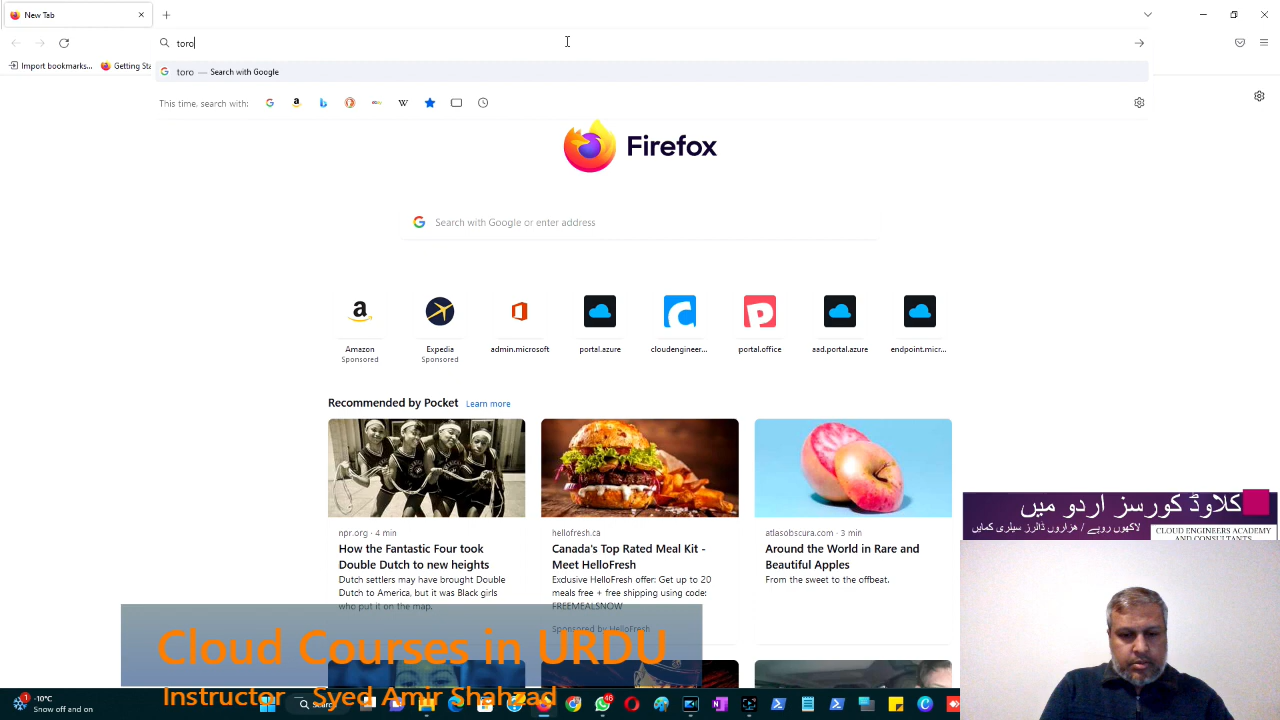 New Tab
toro
Import bookmarks...
Getting Sta
toro — Search with Google
This time, search with:
Firefox
Search with Google or enter address
Amazon
Sponsored
Expedia
Sponsored
admin.microsoft
portal.azure
cloudengineer...
portal.office
aad.portal.azure
endpoint.micr...
Recommended by Pocket Learn more
npr.org · 4 min
How the Fantastic Four took
Double Dutch to new heights
Dutch settlers may have brought Double
Dutch to America, but it was Black girls
who put it on the map.
hellofresh.ca
Canada's Top Rated Meal Kit -
Meet HelloFresh
Exclusive HelloFresh offer: Get up to 20
meals free + free shipping using code:
FREEMEALSNOW
Sponsored by HelloFresh
atlasobscura.com · 3 min
Around the World in Rare and
Beautiful Apples
From the sweet to the offbeat.
کلاوڈ کورسز اردو میں
لاکھوں روپے / ہزاروں ڈالرز سیلری کمایں
CLOUD ENGINEERS ACADEMY
AND CONSULTANTS
Cloud Courses in URDU
Instructor Syed Amir Shahzad
-10°C
Snow off and on